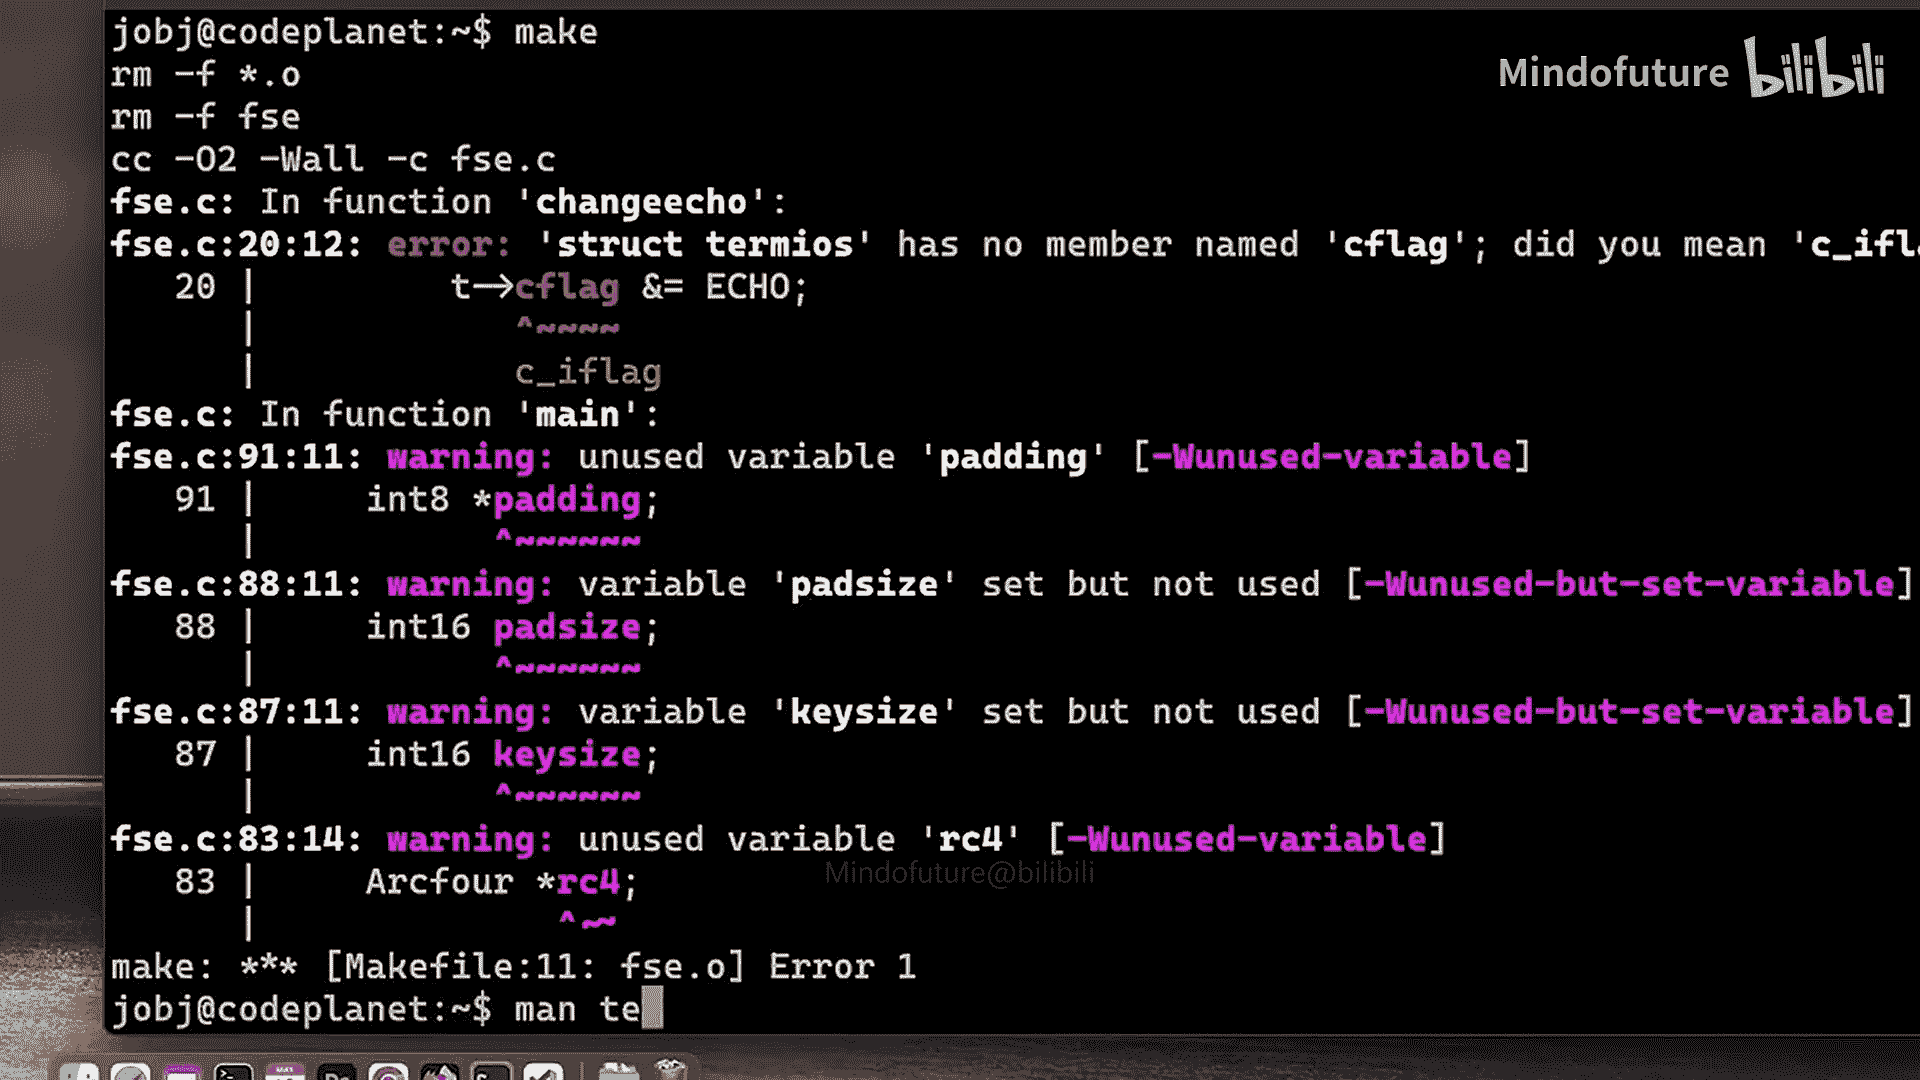 jobj@codeplanet:~$ make
Mindofuture bilibili
rm -f *.o
rm -f fse
cc -O2 -Wall -c fse.c
fse.c: In function 'changeecho':
fse.c:20:12: error: 'struct termios' has no member named 'cflag'; did you mean 'c_ifl
20 | t->cflag &= ECHO;
| ^~~~~
| c_iflag
fse.c: In function 'main':
fse.c:91:11: warning: unused variable 'padding' [-Wunused-variable]
91 | int8 *padding;
| ^~~~~~~
fse.c:88:11: warning: variable 'padsize' set but not used [-Wunused-but-set-variable]
88 | int16 padsize;
| ^~~~~~~
fse.c:87:11: warning: variable 'keysize' set but not used [-Wunused-but-set-variable]
87 | int16 keysize;
| ^~~~~~~
fse.c:83:14: warning: unused variable 'rc4' [-Wunused-variable]
Mindofuture@bilibili
83 | Arcfour *rc4;
| ^~~
make: *** [Makefile:11: fse.o] Error 1
jobj@codeplanet:~$ man te